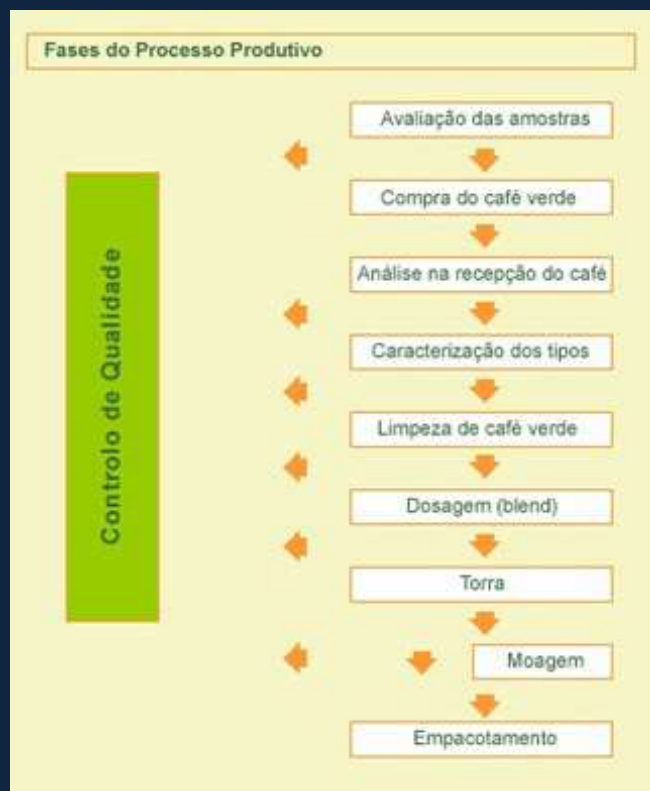 Fases do Processo Produtivo
Controlo de Qualidade
Avaliação das amostras
Compra do café verde
Análise na recepção do café
Caracterização dos tipos
Limpeza de café verde
Dosagem (blend)
Torra
Moagem
Empacotamento